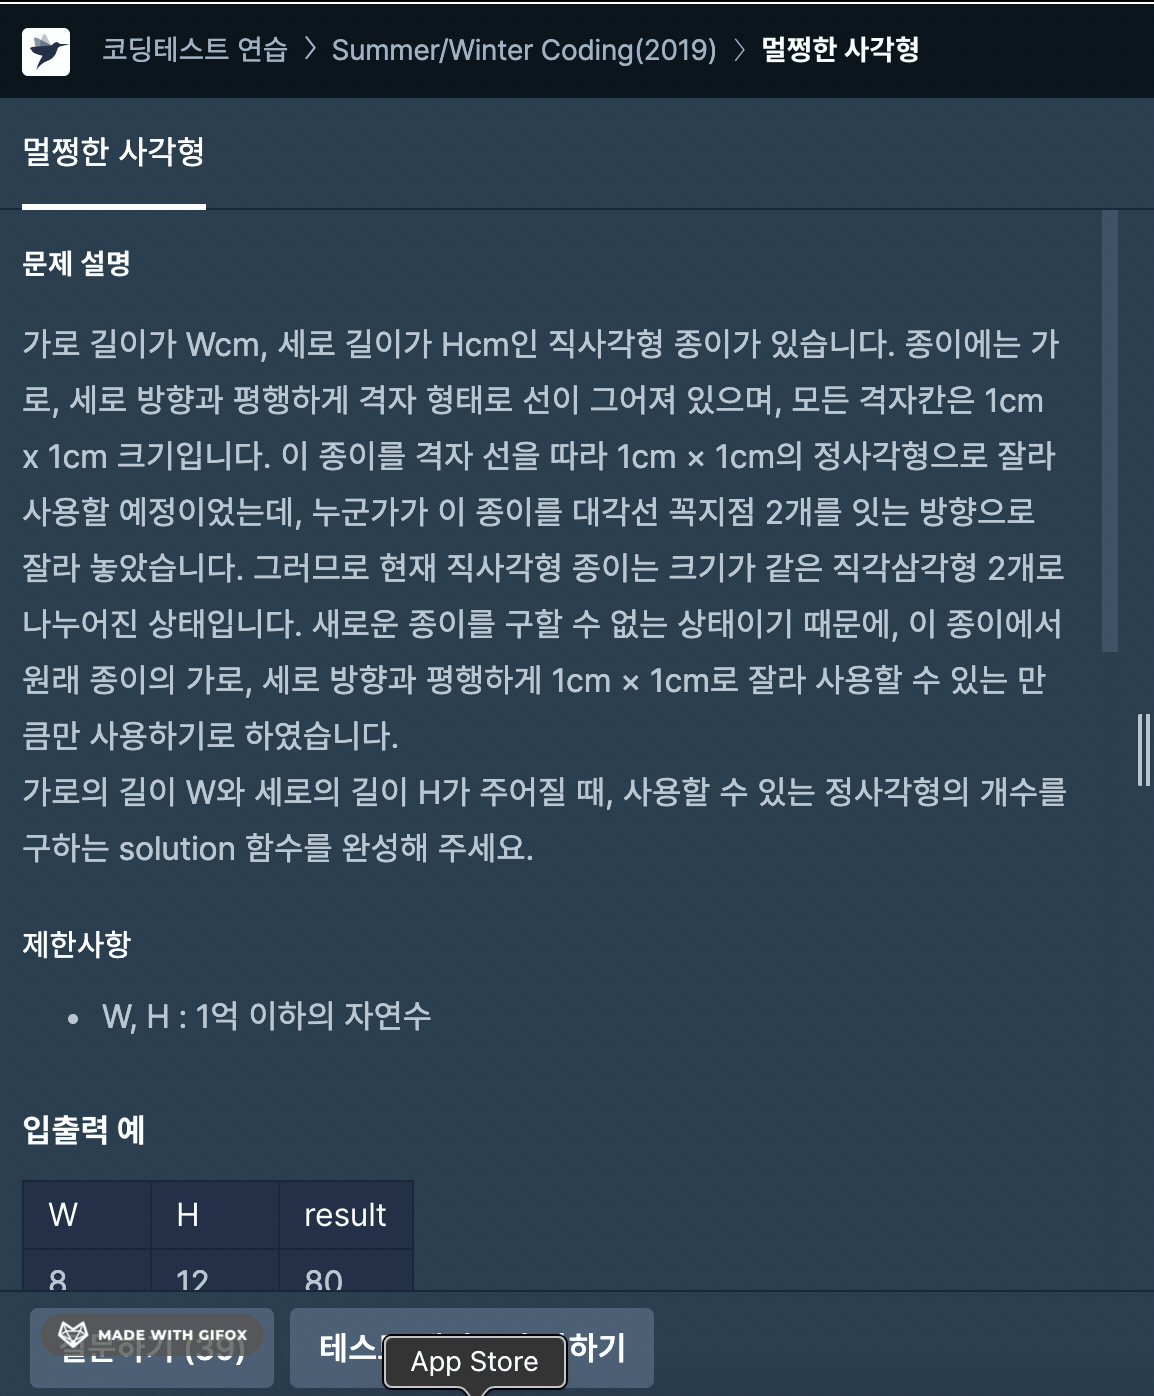 코딩테스트 연습 > Summer/Winter Coding(2019) > 멀쩡한 사각형
멀쩡한 사각형
문제 설명
가로 길이가 Wcm, 세로 길이가 Hcm인 직사각형 종이가 있습니다. 종이에는 가
로, 세로 방향과 평행하게 격자 형태로 선이 그어져 있으며, 모든 격자칸은 1cm
x 1cm 크기입니다. 이 종이를 격자 선을 따라 1cm × 1cm의 정사각형으로 잘라
사용할 예정이었는데, 누군가가 이 종이를 대각선 꼭지점 2개를 잇는 방향으로
잘라 놓았습니다. 그러므로 현재 직사각형 종이는 크기가 같은 직각삼각형 2개로
나누어진 상태입니다. 새로운 종이를 구할 수 없는 상태이기 때문에, 이 종이에서
원래 종이의 가로, 세로 방향과 평행하게 1cm × 1cm로 잘라 사용할 수 있는 만
큼만 사용하기로 하였습니다.
가로의 길이 W와 세로의 길이 H가 주어질 때, 사용할 수 있는 정사각형의 개수를
구하는 solution 함수를 완성해 주세요.
제한사항
• W, H : 1억 이하의 자연수
입출력 예
W H result
8 12 80
MADE WITH GIFOX
질문하기 (39) 테스 하기
App Store